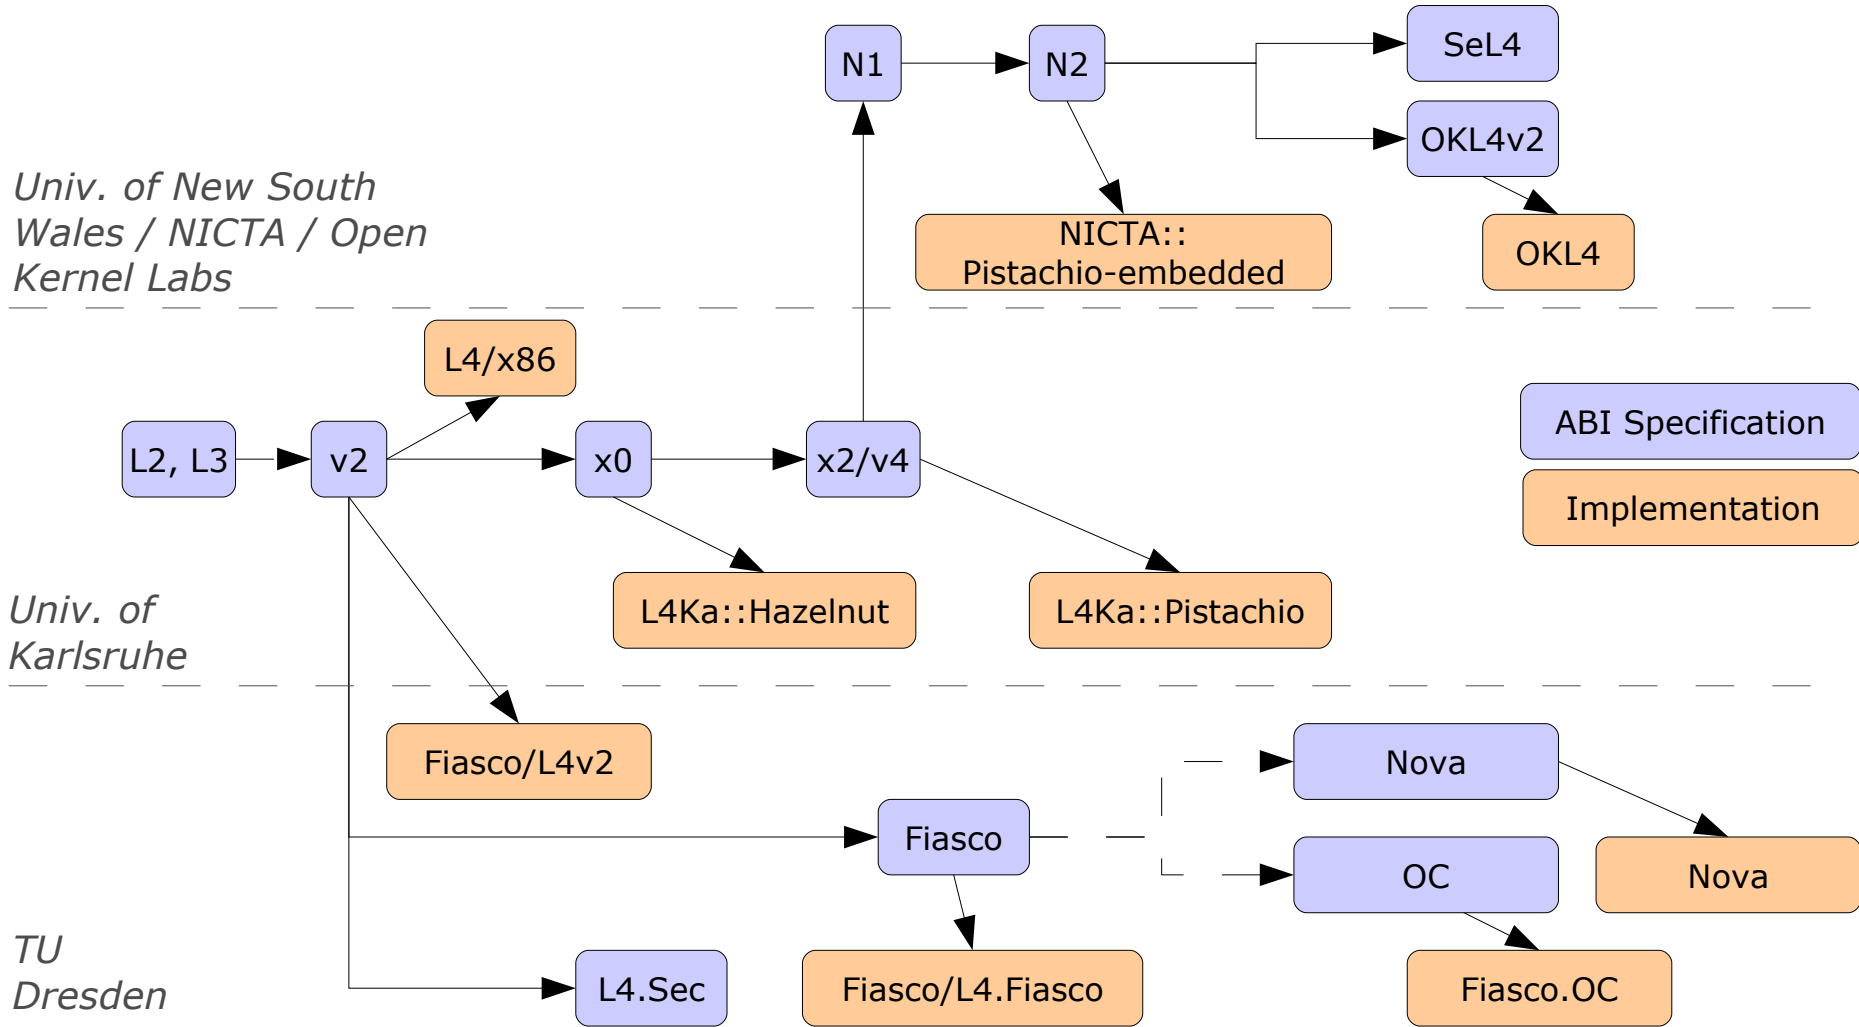 N1
N2
SeL4
OKL4v2
Univ. of New South
Wales / NICTA / Open
Kernel Labs
NICTA::
Pistachio-embedded
OKL4
L4/x86
L2, L3
v2
x0
x2/v4
ABI Specification
Implementation
L4Ka::Hazelnut
L4Ka::Pistachio
Univ. of
Karlsruhe
Fiasco/L4v2
Nova
Fiasco
OC
Nova
TU
Dresden
L4.Sec
Fiasco/L4.Fiasco
Fiasco.OC